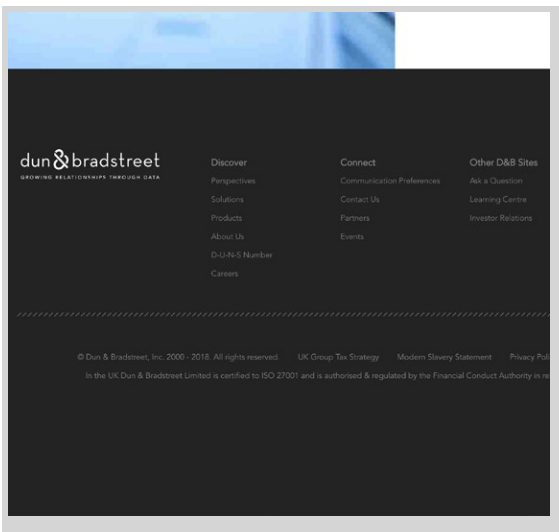 dun & bradstreet
GROWING RELATIONSHIPS THROUGH DATA
Discover
Perspectives
Solutions
Products
About Us
D-U-N-S Number
Careers
Connect
Communication Preferences
Contact Us
Partners
Events
Other D&B Sites
Ask a Question
Learning Centre
Investor Relations
© Dun & Bradstreet, Inc. 2000 - 2018. All rights reserved. UK Group Tax Strategy Modern Slavery Statement Privacy Poli
In the UK Dun & Bradstreet Limited is certified to ISO 27001 and is authorised & regulated by the Financial Conduct Authority in re